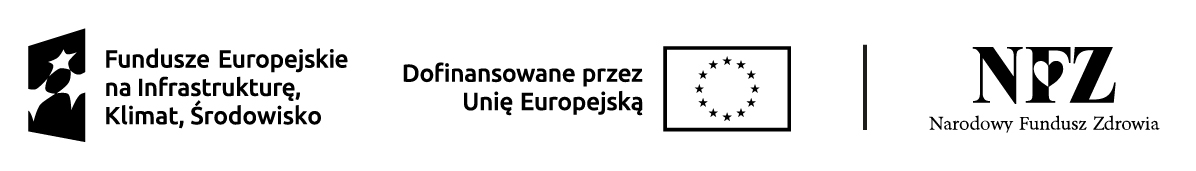 Fundusze Europejskie
na Infrastrukturę,
Klimat, Środowisko
Dofinansowane przez
Unię Europejską
NFZ
Narodowy Fundusz Zdrowia